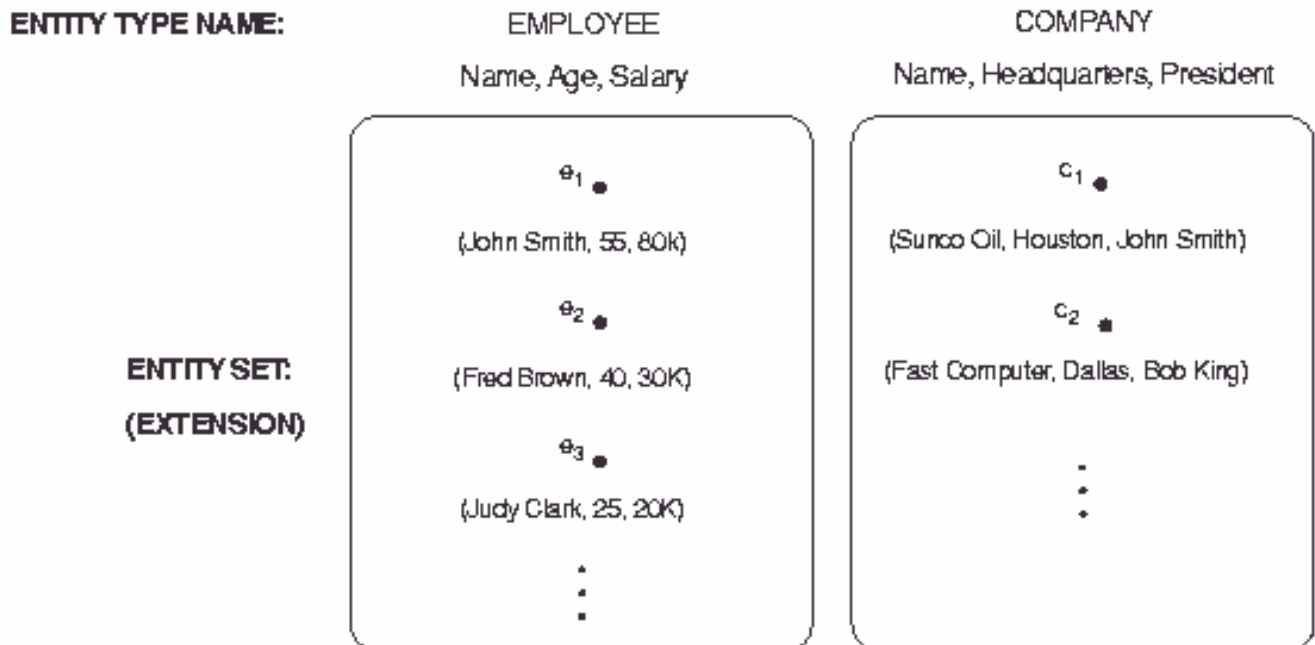 ENTITY TYPE NAME:
EMPLOYEE
COMPANY
Name, Age, Salary
Name, Headquarters, President
e1
(John Smith, 55, 80k)
e2
(Fred Brown, 40, 30K)
e3
(Judy Clark, 25, 20K)
c1
(Sunco Oil, Houston, John Smith)
c2
(Fast Computer, Dallas, Bob King)
ENTITY SET:
(EXTENSION)